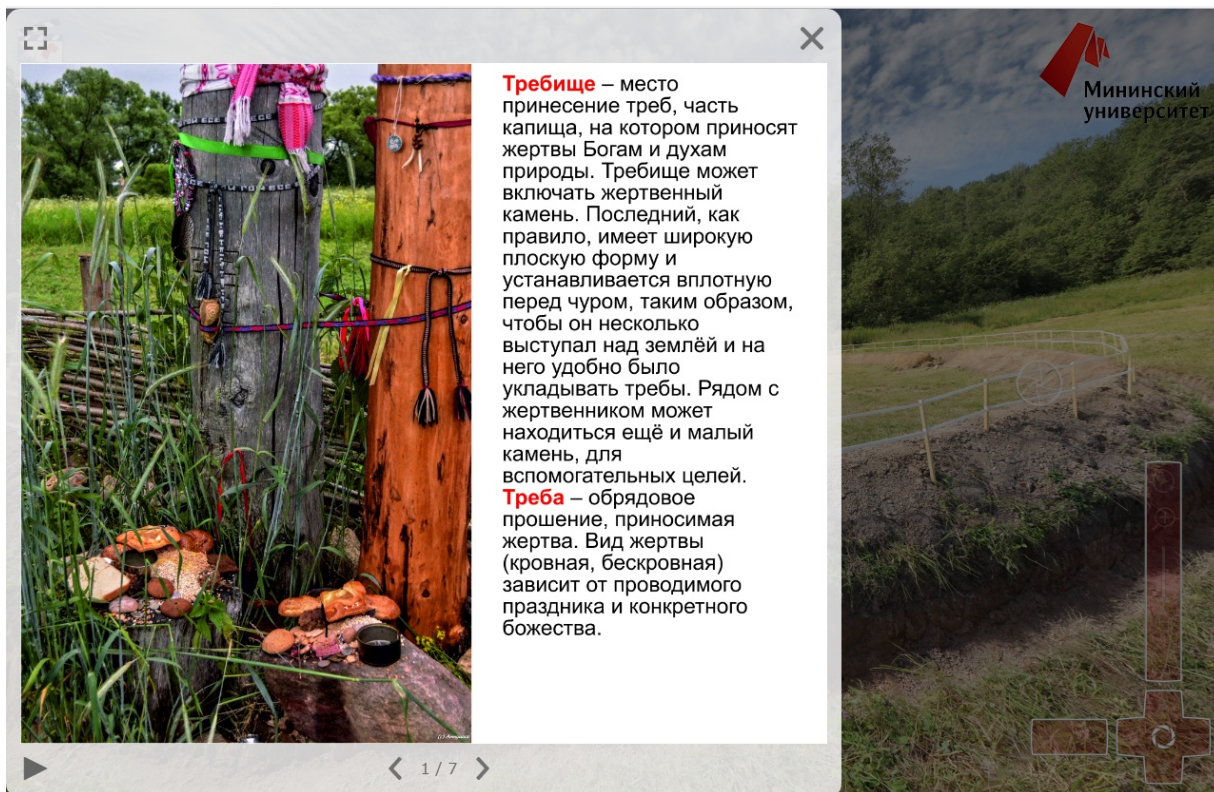 Требище – место
принесение треб, часть
капища, на котором приносят
жертвы Богам и духам
природы. Требище может
включать жертвенный
камень. Последний, как
правило, имеет широкую
плоскую форму и
устанавливается вплотную
перед чуром, таким образом,
чтобы он несколько
выступал над землёй и на
него удобно было
укладывать требы. Рядом с
жертвенником может
находиться ещё и малый
камень, для
вспомогательных целей.
Треба – обрядовое
прошение, приносимая
жертва. Вид жертвы
(кровная, бескровная)
зависит от проводимого
праздника и конкретного
божества.
1 / 7
Мининский
университет